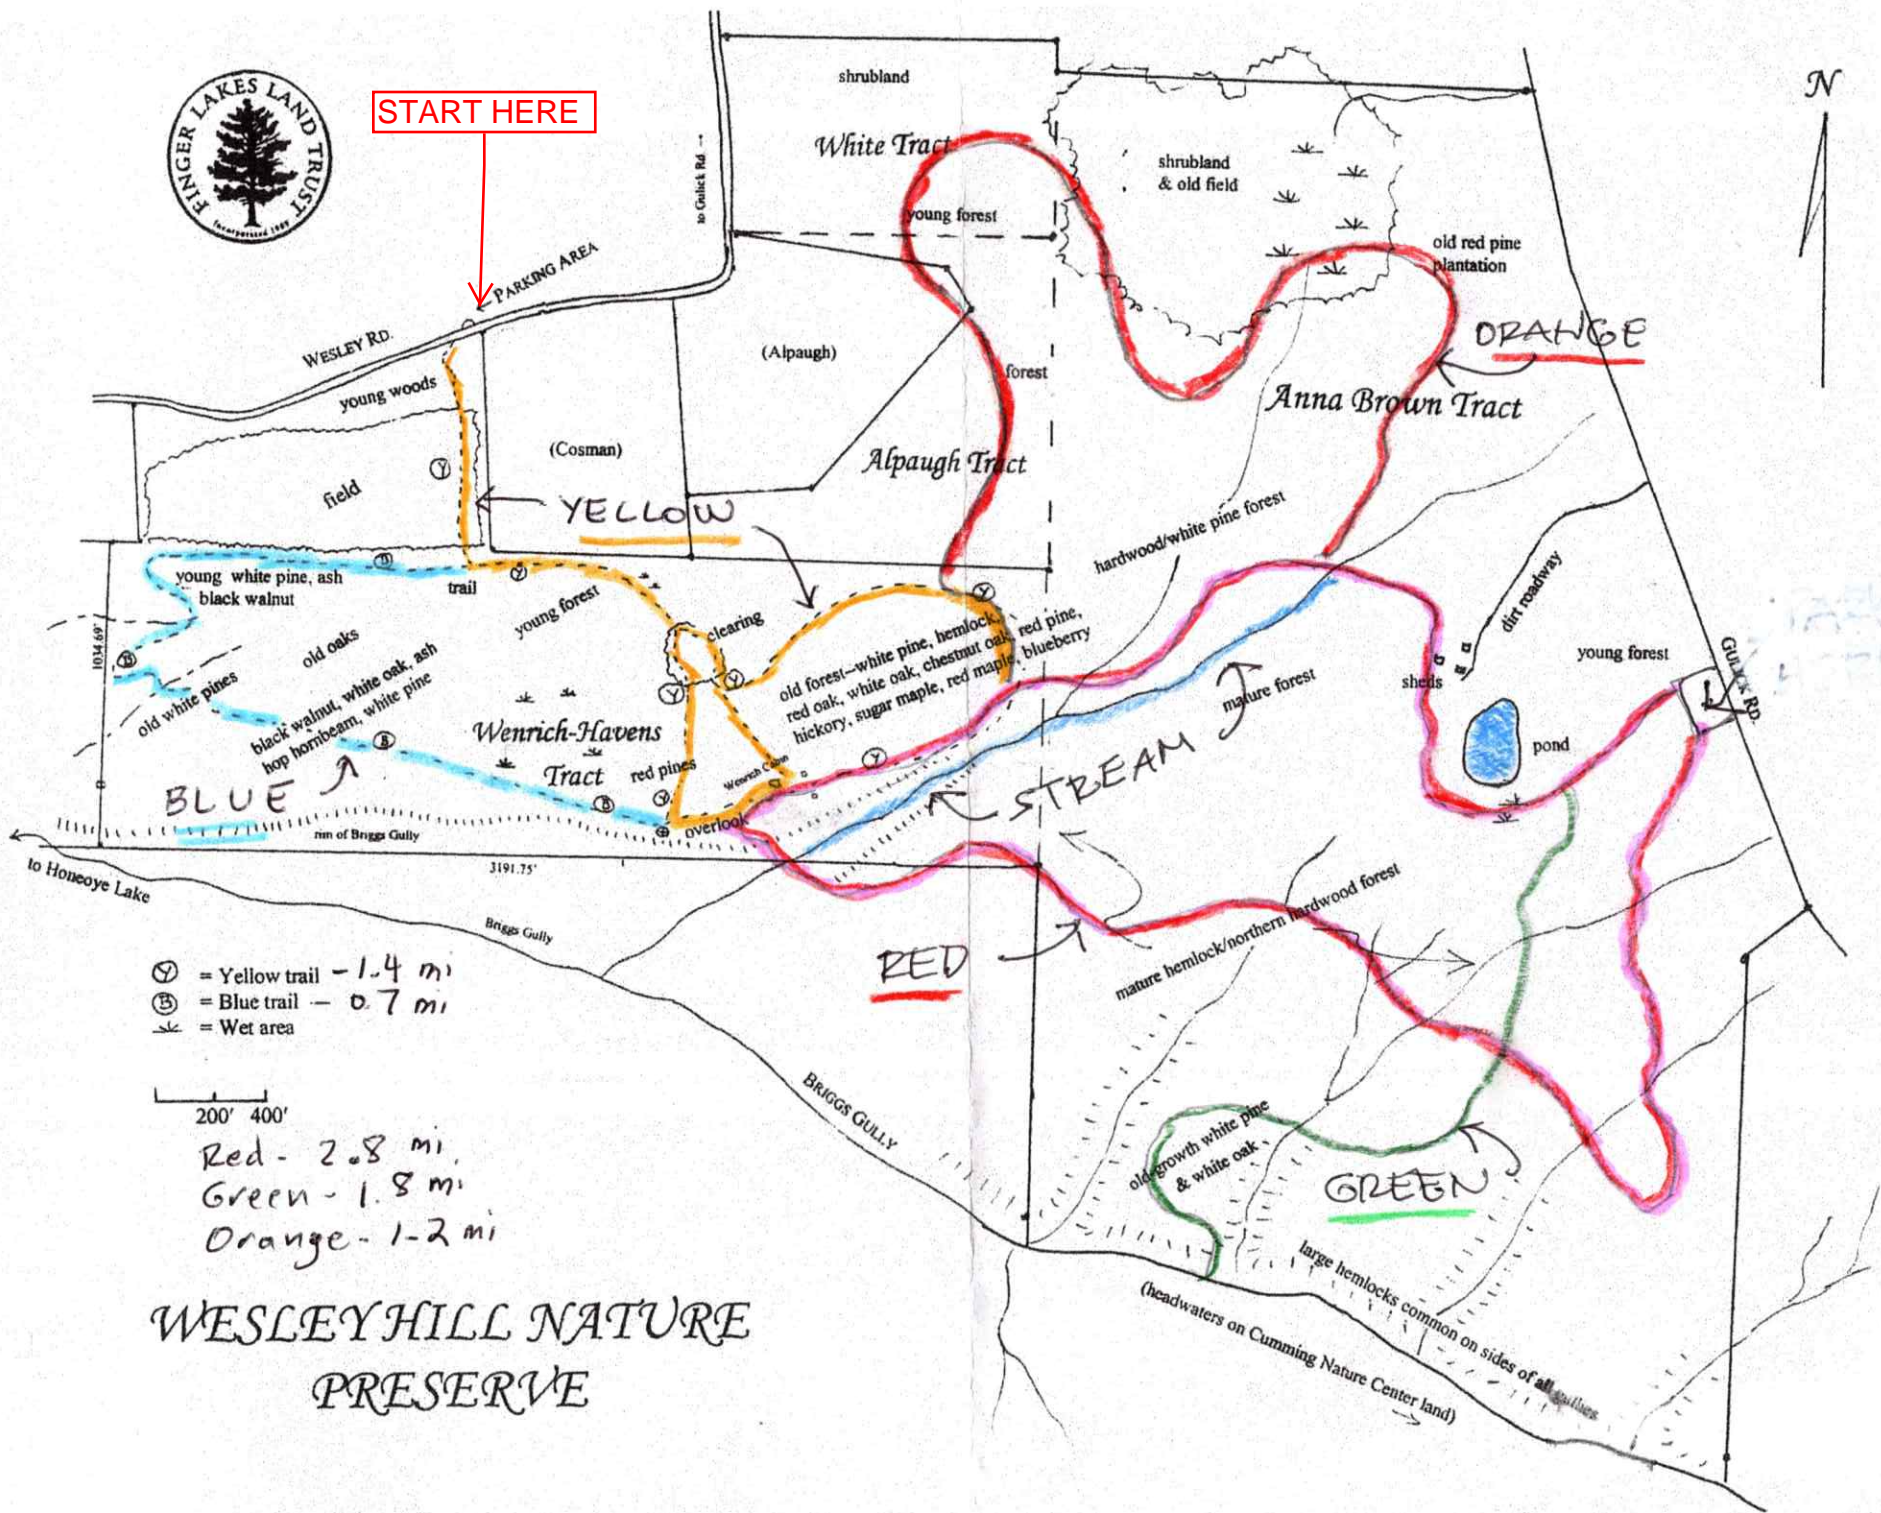 FINGER LAKES LAND TRUST
Incorporated 1989
START HERE
PARKING AREA
WESLEY RD.
to Gulick Rd. →
shrubland
White Tract
young forest
shrubland
& old field
old red pine
plantation
N
ORANGE
Anna Brown Tract
(Alpaugh)
forest
Alpaugh Tract
(Cosman)
young woods
field
YELLOW
hardwood/white pine forest
dirt roadway
GULICK RD.
young forest
sheds
pond
young white pine, ash
black walnut
trail
young forest
clearing
old oaks
old white pines
black walnut, white oak, ash
hop hornbeam, white pine
1034.69'
BLUE
Wenrich-Havens
Tract
red pines
Wenrich Cabin
overlook
old forest--white pine, hemlock,
red oak, white oak, chestnut oak, red pine,
hickory, sugar maple, red maple, blueberry
mature forest
STREAM
rim of Briggs Gully
3191.75'
to Honeoye Lake
Briggs Gully
RED
mature hemlock/northern hardwood forest
Y = Yellow trail - 1.4 mi
B = Blue trail - 0.7 mi
= Wet area
200' 400'
Red - 2.8 mi.
Green - 1.8 mi
Orange - 1.2 mi
BRIGGS GULLY
old-growth white pine
& white oak
GREEN
large hemlocks common on sides of all gullies
(headwaters on Cumming Nature Center land)
WESLEY HILL NATURE
PRESERVE